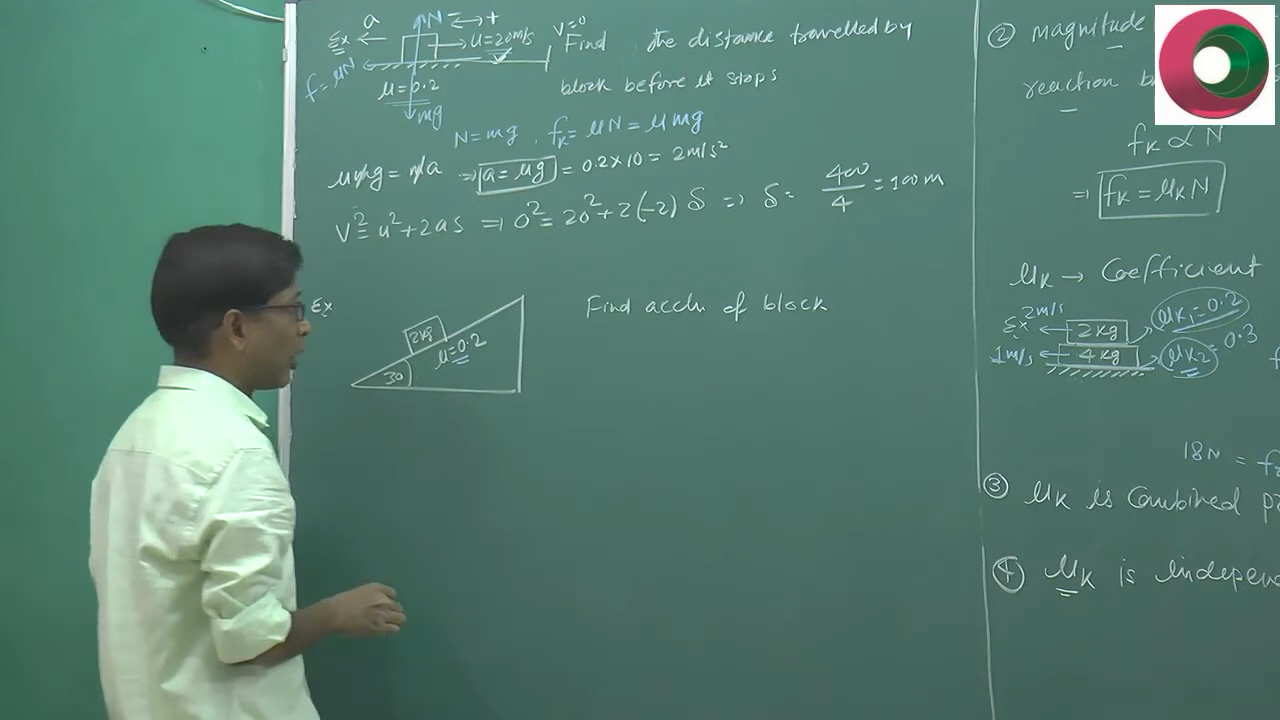 Ex a N +
u=20m/s v=0 Find the distance travelled by
f=μN μ=0.2 block before it stops
mg
N=mg, fk=μN=μmg
μmg=ma ⇒ a=μg = 0.2×10=2m/s²
v²=u²+2as ⇒ 0²=20²+2(-2)s ⇒ s=400/4=100m
Ex Find accln of block
2kg
μ=0.2
30
② magnitude
reaction
fk ∝ N
⇒ fk=μkN
μk → Coefficient
Ex 2m/s 2kg μk1=0.2
1m/s 4kg μk2=0.3
18N =
③ μk is combined
④ μk is